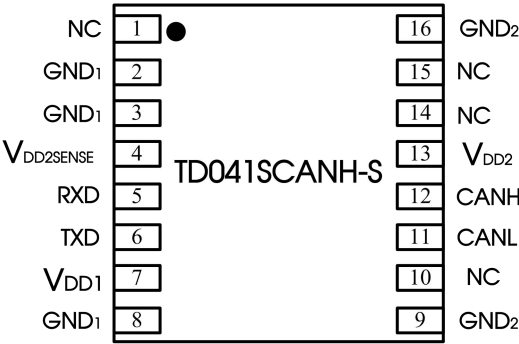 NC 1 16 GND2
GND1 2 15 NC
GND1 3 14 NC
VDD2SENSE 4 13 VDD2
TD041SCANH-S
RXD 5 12 CANH
TXD 6 11 CANL
VDD1 7 10 NC
GND1 8 9 GND2